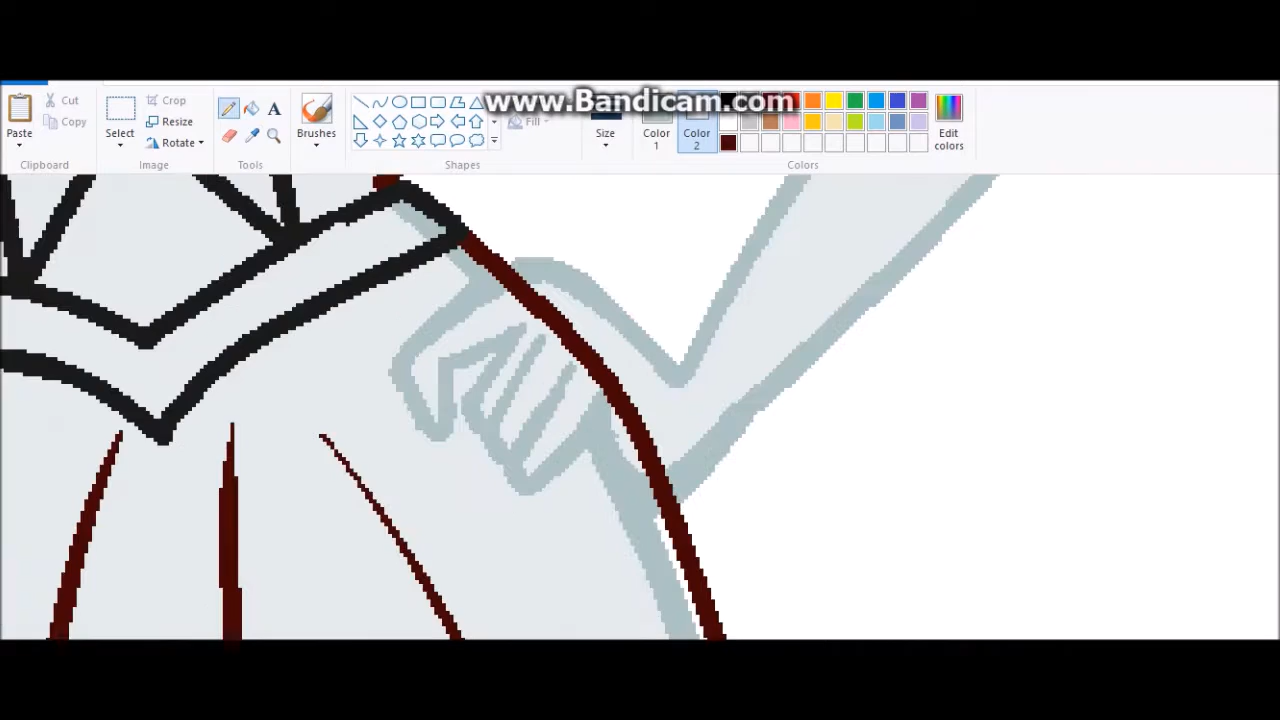 www.Bandicam.com
Cut
Copy
Paste
Clipboard
Crop
Resize
Rotate
Select
Image
A
Tools
Brushes
Shapes
Fill
Size
Color
1
Color
2
Edit
colors
Colors